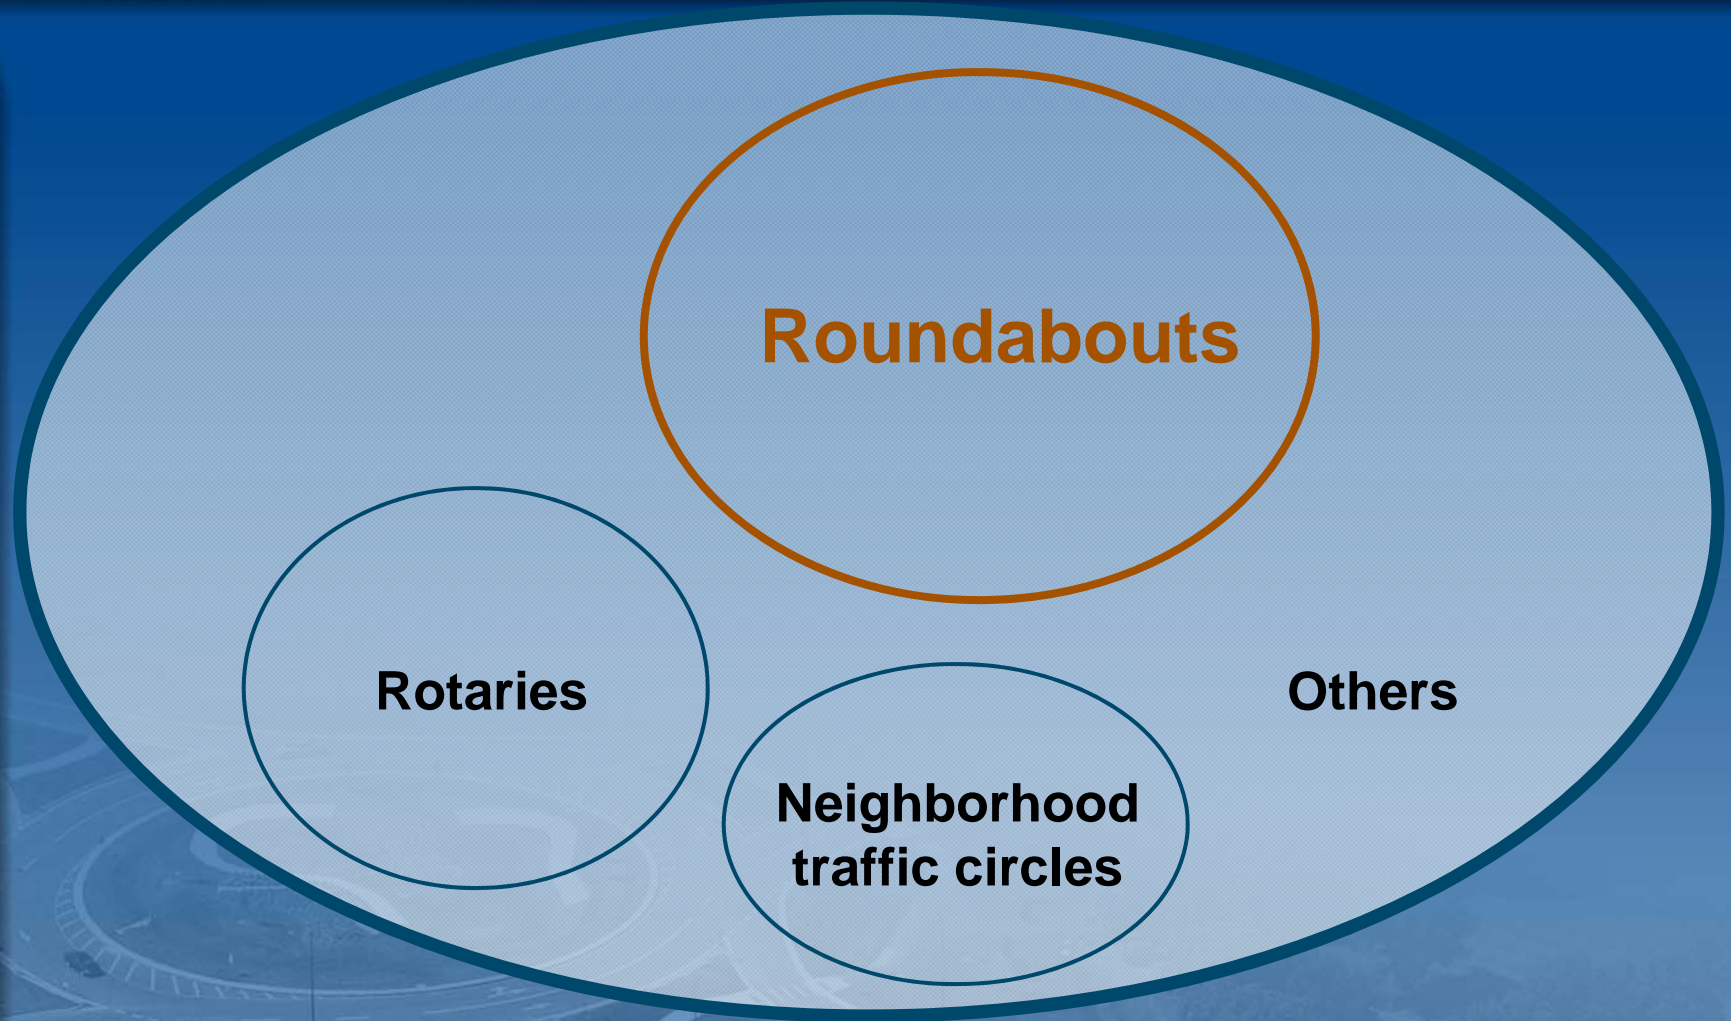 Roundabouts
Rotaries
Others
Neighborhood
traffic circles